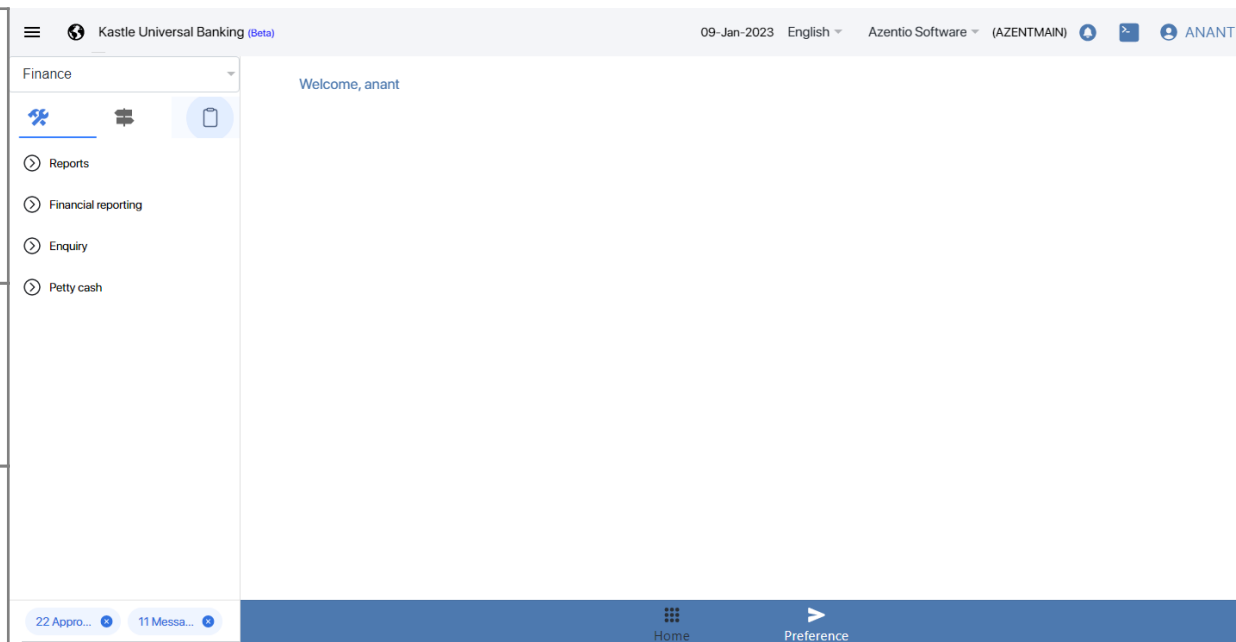 Kastle Universal Banking (Beta)
09-Jan-2023 English Azentio Software (AZENTMAIN) ANANT
Finance
Welcome, anant
Reports
Financial reporting
Enquiry
Petty cash
22 Appro... 11 Messa...
Home Preference